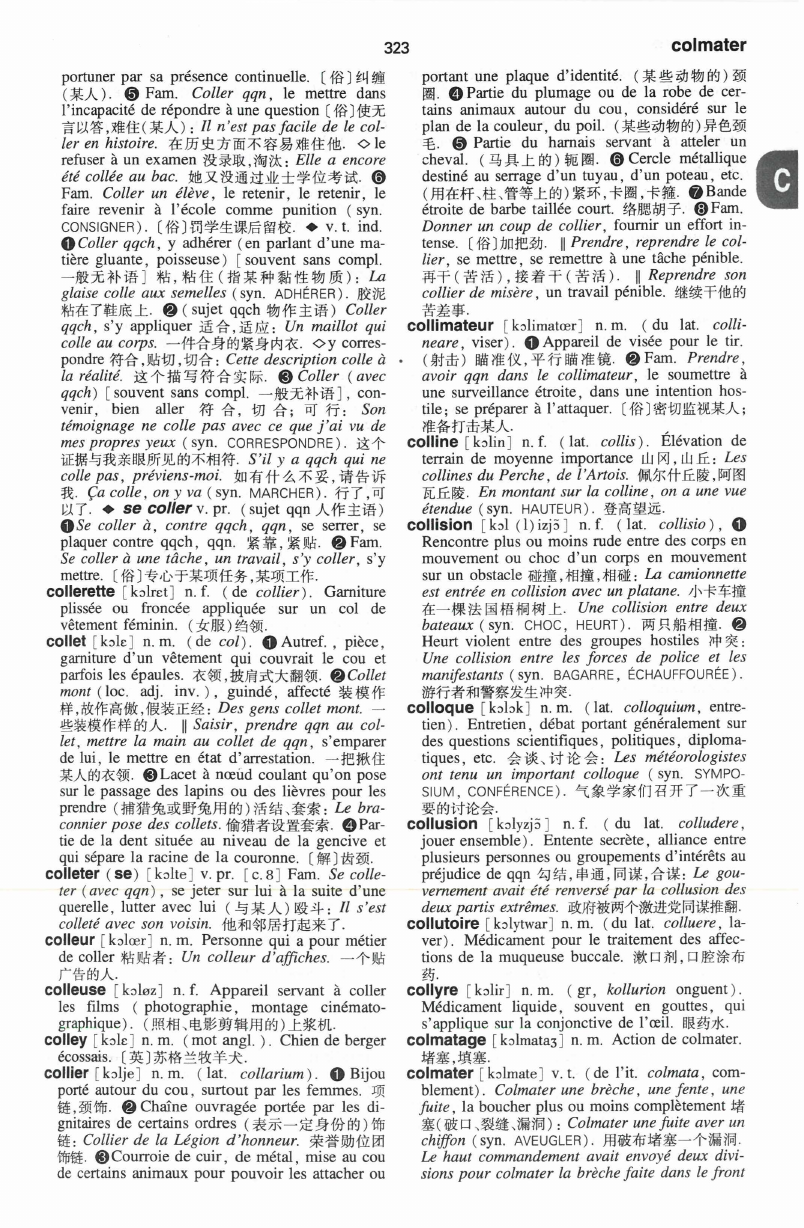 323
colmater
portuner par sa présence continuelle. [俗]纠缠
(某人). ❺ Fam. Coller qqn, le mettre dans
l'incapacité de répondre à une question [俗]使无
言以答,难住(某人): Il n'est pas facile de le col-
ler en histoire. 在历史方面不容易难住他. ◇ le
refuser à un examen 没录取,淘汰: Elle a encore
été collée au bac. 她又没通过业士学位考试. ❻
Fam. Coller un élève, le retenir, le retenir, le
faire revenir à l'école comme punition (syn.
CONSIGNER). [俗]罚学生课后留校. ◆ v. t. ind.
❶ Coller qqch, y adhérer (en parlant d'une ma-
tière gluante, poisseuse) [souvent sans compl.
一般无补语] 粘,粘住(指某种黏性物质): La
glaise colle aux semelles (syn. ADHÉRER). 胶泥
粘在了鞋底上. ❷ (sujet qqch 物作主语) Coller
qqch, s'y appliquer 适合,适应: Un maillot qui
colle au corps. 一件合身的紧身内衣. ◇y corres-
pondre 符合,贴切,切合: Cette description colle à
la réalité. 这个描写符合实际. ❸ Coller (avec
qqch) [souvent sans compl. 一般无补语], con-
venir, bien aller 符合, 切合; 可行: Son
témoignage ne colle pas avec ce que j'ai vu de
mes propres yeux (syn. CORRESPONDRE). 这个
证据与我亲眼所见的不相符. S'il y a qqch qui ne
colle pas, préviens-moi. 如有什么不妥,请告诉
我. Ça colle, on y va (syn. MARCHER). 行了,可
以了. ◆ se coller v. pr. (sujet qqn 人作主语)
❶Se coller à, contre qqch, qqn, se serrer, se
plaquer contre qqch, qqn. 紧靠,紧贴. ❷ Fam.
Se coller à une tâche, un travail, s'y coller, s'y
mettre. [俗]专心于某项任务,某项工作.
collerette [kɔlrɛt] n. f. (de collier). Garniture
plissée ou froncée appliquée sur un col de
vêtement féminin. (女服)绉领.
collet [kɔlɛ] n. m. (de col). ❶ Autref., pièce,
garniture d'un vêtement qui couvrait le cou et
parfois les épaules. 衣领,披肩式大翻领. ❷Collet
mont (loc. adj. inv.), guindé, affecté 装模作
样,故作高傲,假装正经: Des gens collet mont. 一
些装模作样的人. ‖ Saisir, prendre qqn au col-
let, mettre la main au collet de qqn, s'emparer
de lui, le mettre en état d'arrestation. 一把揪住
某人的衣领. ❸Lacet à nœud coulant qu'on pose
sur le passage des lapins ou des lièvres pour les
prendre (捕猎兔或野兔用的)活结、套索: Le bra-
connier pose des collets. 偷猎者设置套索. ❹Par-
tie de la dent située au niveau de la gencive et
qui sépare la racine de la couronne. [解]齿颈.
colleter (se) [kɔlte] v. pr. [c. 8] Fam. Se colle-
ter (avec qqn), se jeter sur lui à la suite d'une
querelle, lutter avec lui (与某人)殴斗: Il s'est
colleté avec son voisin. 他和邻居打起来了.
colleur [kɔlœr] n. m. Personne qui a pour métier
de coller 粘贴者: Un colleur d'affiches. 一个贴
广告的人.
colleuse [kɔløz] n. f. Appareil servant à coller
les films (photographie, montage cinémato-
graphique). (照相、电影剪辑用的)上浆机.
colley [kɔlɛ] n. m. (mot angl.). Chien de berger
écossais. [英]苏格兰牧羊犬.
collier [kɔlje] n. m. (lat. collarium). ❶ Bijou
porté autour du cou, surtout par les femmes. 项
链,颈饰. ❷ Chaîne ouvragée portée par les di-
gnitaires de certains ordres (表示一定身份的)饰
链: Collier de la Légion d'honneur. 荣誉勋位团
饰链. ❸Courroie de cuir, de métal, mise au cou
de certains animaux pour pouvoir les attacher ou
portant une plaque d'identité. (某些动物的)颈
圈. ❹ Partie du plumage ou de la robe de cer-
tains animaux autour du cou, considéré sur le
plan de la couleur, du poil. (某些动物的)异色颈
毛. ❺ Partie du harnais servant à atteler un
cheval. (马具上的)轭圈. ❻ Cercle métallique
destiné au serrage d'un tuyau, d'un poteau, etc.
(用在杆、柱、管等上的)紧环,卡圈,卡箍. ❼ Bande
étroite de barbe taillée court. 络腮胡子. ❽Fam.
Donner un coup de collier, fournir un effort in-
tense. [俗]加把劲. ‖ Prendre, reprendre le col-
lier, se mettre, se remettre à une tâche pénible.
再干(苦活),接着干(苦活). ‖ Reprendre son
collier de misère, un travail pénible. 继续干他的
苦差事.
collimateur [kɔlimatœr] n. m. (du lat. colli-
neare, viser). ❶ Appareil de visée pour le tir.
(射击) 瞄准仪,平行瞄准镜. ❷ Fam. Prendre,
avoir qqn dans le collimateur, le soumettre à
une surveillance étroite, dans une intention hos-
tile; se préparer à l'attaquer. [俗]密切监视某人;
准备打击某人.
colline [kɔlin] n. f. (lat. collis). Élévation de
terrain de moyenne importance 山冈,山丘: Les
collines du Perche, de l'Artois. 佩尔什丘陵,阿图
瓦丘陵. En montant sur la colline, on a une vue
étendue (syn. HAUTEUR). 登高望远.
collision [kɔl (l)izjɔ̃] n. f. (lat. collisio), ❶
Rencontre plus ou moins rude entre des corps en
mouvement ou choc d'un corps en mouvement
sur un obstacle 碰撞,相撞,相碰: La camionnette
est entrée en collision avec un platane. 小卡车撞
在一棵法国梧桐树上. Une collision entre deux
bateaux (syn. CHOC, HEURT). 两只船相撞. ❷
Heurt violent entre des groupes hostiles 冲突:
Une collision entre les forces de police et les
manifestants (syn. BAGARRE, ÉCHAUFFOURÉE).
游行者和警察发生冲突.
colloque [kɔlɔk] n. m. (lat. colloquium, entre-
tien). Entretien, débat portant généralement sur
des questions scientifiques, politiques, diploma-
tiques, etc. 会谈、讨论会: Les météorologistes
ont tenu un important colloque (syn. SYMPO-
SIUM, CONFÉRENCE). 气象学家们召开了一次重
要的讨论会.
collusion [kɔlyzjɔ̃] n. f. (du lat. colludere,
jouer ensemble). Entente secrète, alliance entre
plusieurs personnes ou groupements d'intérêts au
préjudice de qqn 勾结,串通,同谋,合谋: Le gou-
vernement avait été renversé par la collusion des
deux partis extrêmes. 政府被两个激进党同谋推翻.
collutoire [kɔlytwar] n. m. (du lat. colluere, la-
ver). Médicament pour le traitement des affec-
tions de la muqueuse buccale. 漱口剂,口腔涂布
药.
collyre [kɔlir] n. m. (gr, kollurion onguent).
Médicament liquide, souvent en gouttes, qui
s'applique sur la conjonctive de l'œil. 眼药水.
colmatage [kɔlmataʒ] n. m. Action de colmater.
堵塞,填塞.
colmater [kɔlmate] v. t. (de l'it. colmata, com-
blement). Colmater une brèche, une fente, une
fuite, la boucher plus ou moins complètement 堵
塞(破口、裂缝、漏洞): Colmater une fuite aver un
chiffon (syn. AVEUGLER). 用破布堵塞一个漏洞.
Le haut commandement avait envoyé deux divi-
sions pour colmater la brèche faite dans le front
C